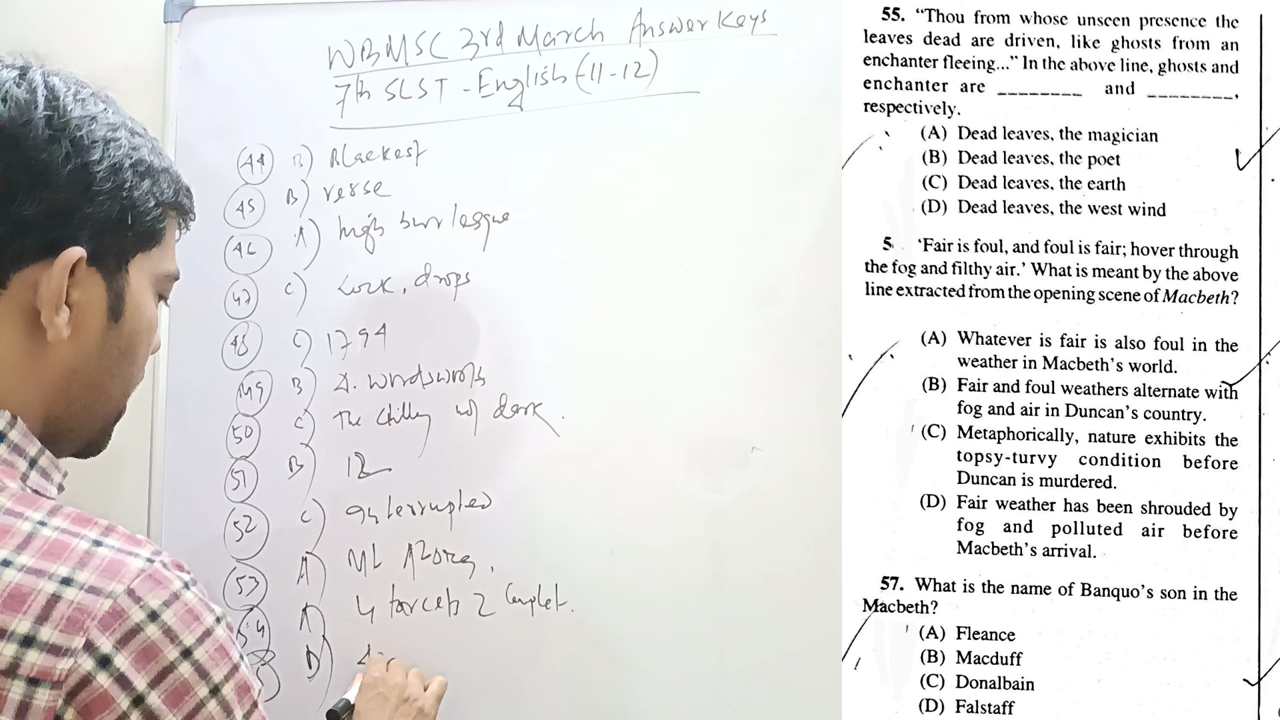 WBMSC 3rd March Answer Keys
7th SLST - English (11-12)
44 B) Blackest
45 B) verse
46 A) high burlesque
47 C) Lock, drops
48 C) 1794
49 B) D. wordsworth
50 C) The chilly w/ dark.
51 B) 12
52 C) Interrupted
53 A)
54 A) 4 tercets 2 Couplet.
D)
55. “Thou from whose unseen presence the
leaves dead are driven, like ghosts from an
enchanter fleeing...” In the above line, ghosts and
enchanter are ________ and ________,
respectively.
(A) Dead leaves, the magician
(B) Dead leaves, the poet
(C) Dead leaves, the earth
(D) Dead leaves, the west wind
5 . ‘Fair is foul, and foul is fair; hover through
the fog and filthy air.’ What is meant by the above
line extracted from the opening scene of Macbeth?
(A) Whatever is fair is also foul in the
weather in Macbeth’s world.
(B) Fair and foul weathers alternate with
fog and air in Duncan’s country.
(C) Metaphorically, nature exhibits the
topsy-turvy condition before
Duncan is murdered.
(D) Fair weather has been shrouded by
fog and polluted air before
Macbeth’s arrival.
57. What is the name of Banquo’s son in the
Macbeth?
(A) Fleance
(B) Macduff
(C) Donalbain
(D) Falstaff